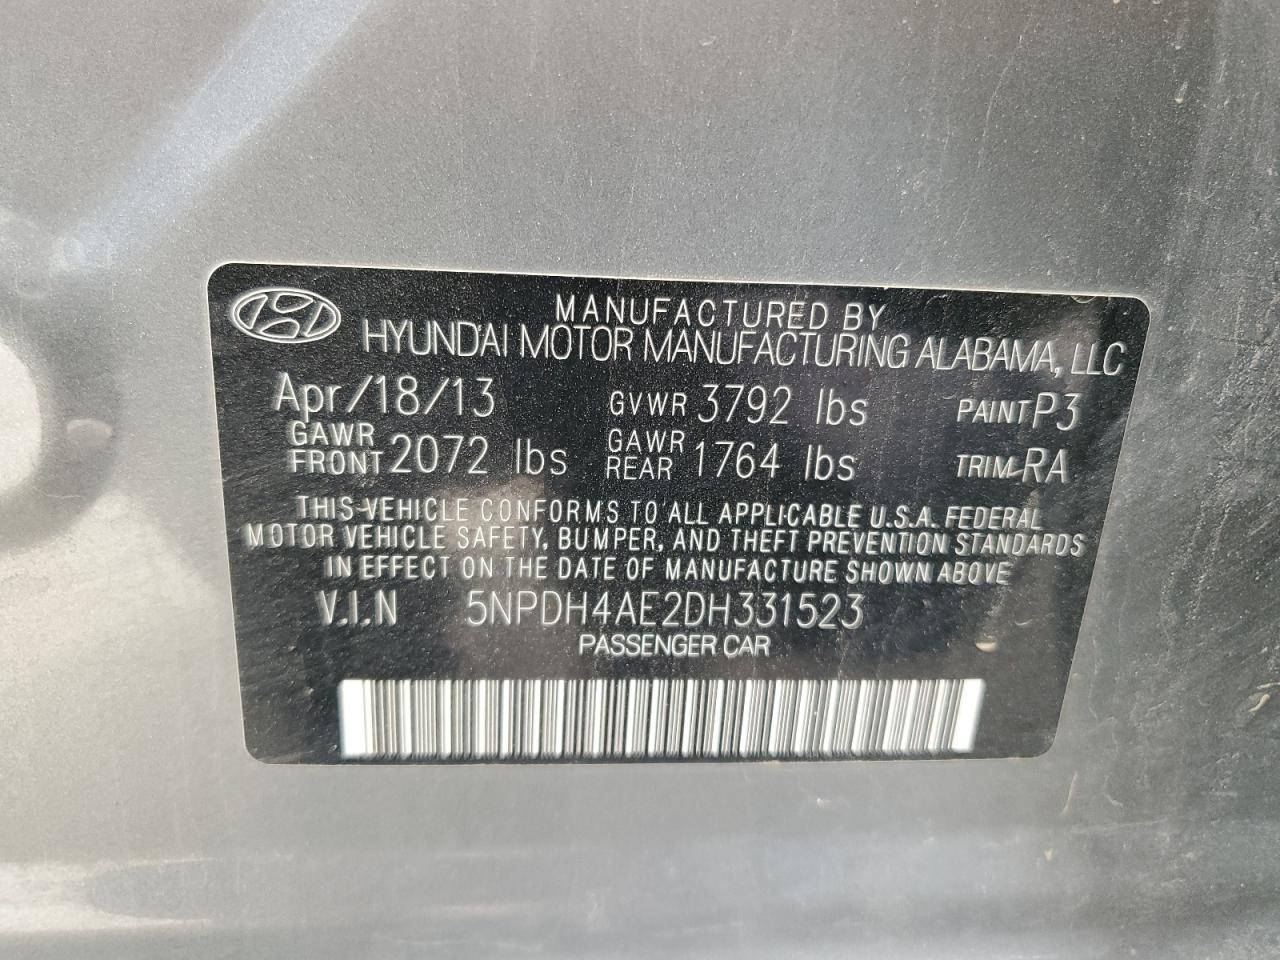 MANUFACTURED BY
HYUNDAI MOTOR MANUFACTURING ALABAMA, LLC
Apr/18/13 GVWR 3792 lbs PAINT P3
GAWR FRONT 2072 lbs GAWR REAR 1764 lbs TRIM RA
THIS VEHICLE CONFORMS TO ALL APPLICABLE U.S.A. FEDERAL
MOTOR VEHICLE SAFETY, BUMPER, AND THEFT PREVENTION STANDARDS
IN EFFECT ON THE DATE OF MANUFACTURE SHOWN ABOVE
V.I.N 5NPDH4AE2DH331523
PASSENGER CAR